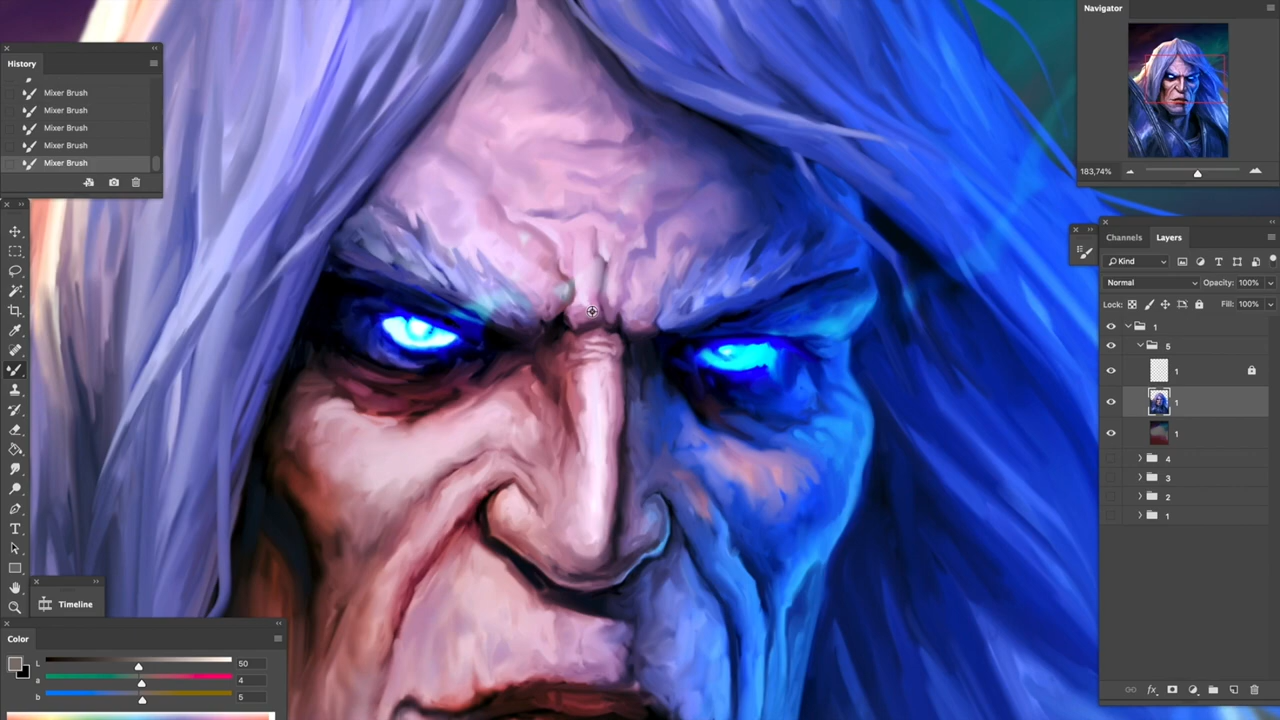 History
Mixer Brush
Mixer Brush
Mixer Brush
Mixer Brush
Mixer Brush
Navigator
183,74%
Channels
Layers
Kind
Normal
Opacity: 100%
Lock:
Fill: 100%
1
5
1
1
1
4
3
2
1
Timeline
Color
L 50
a 4
b 5